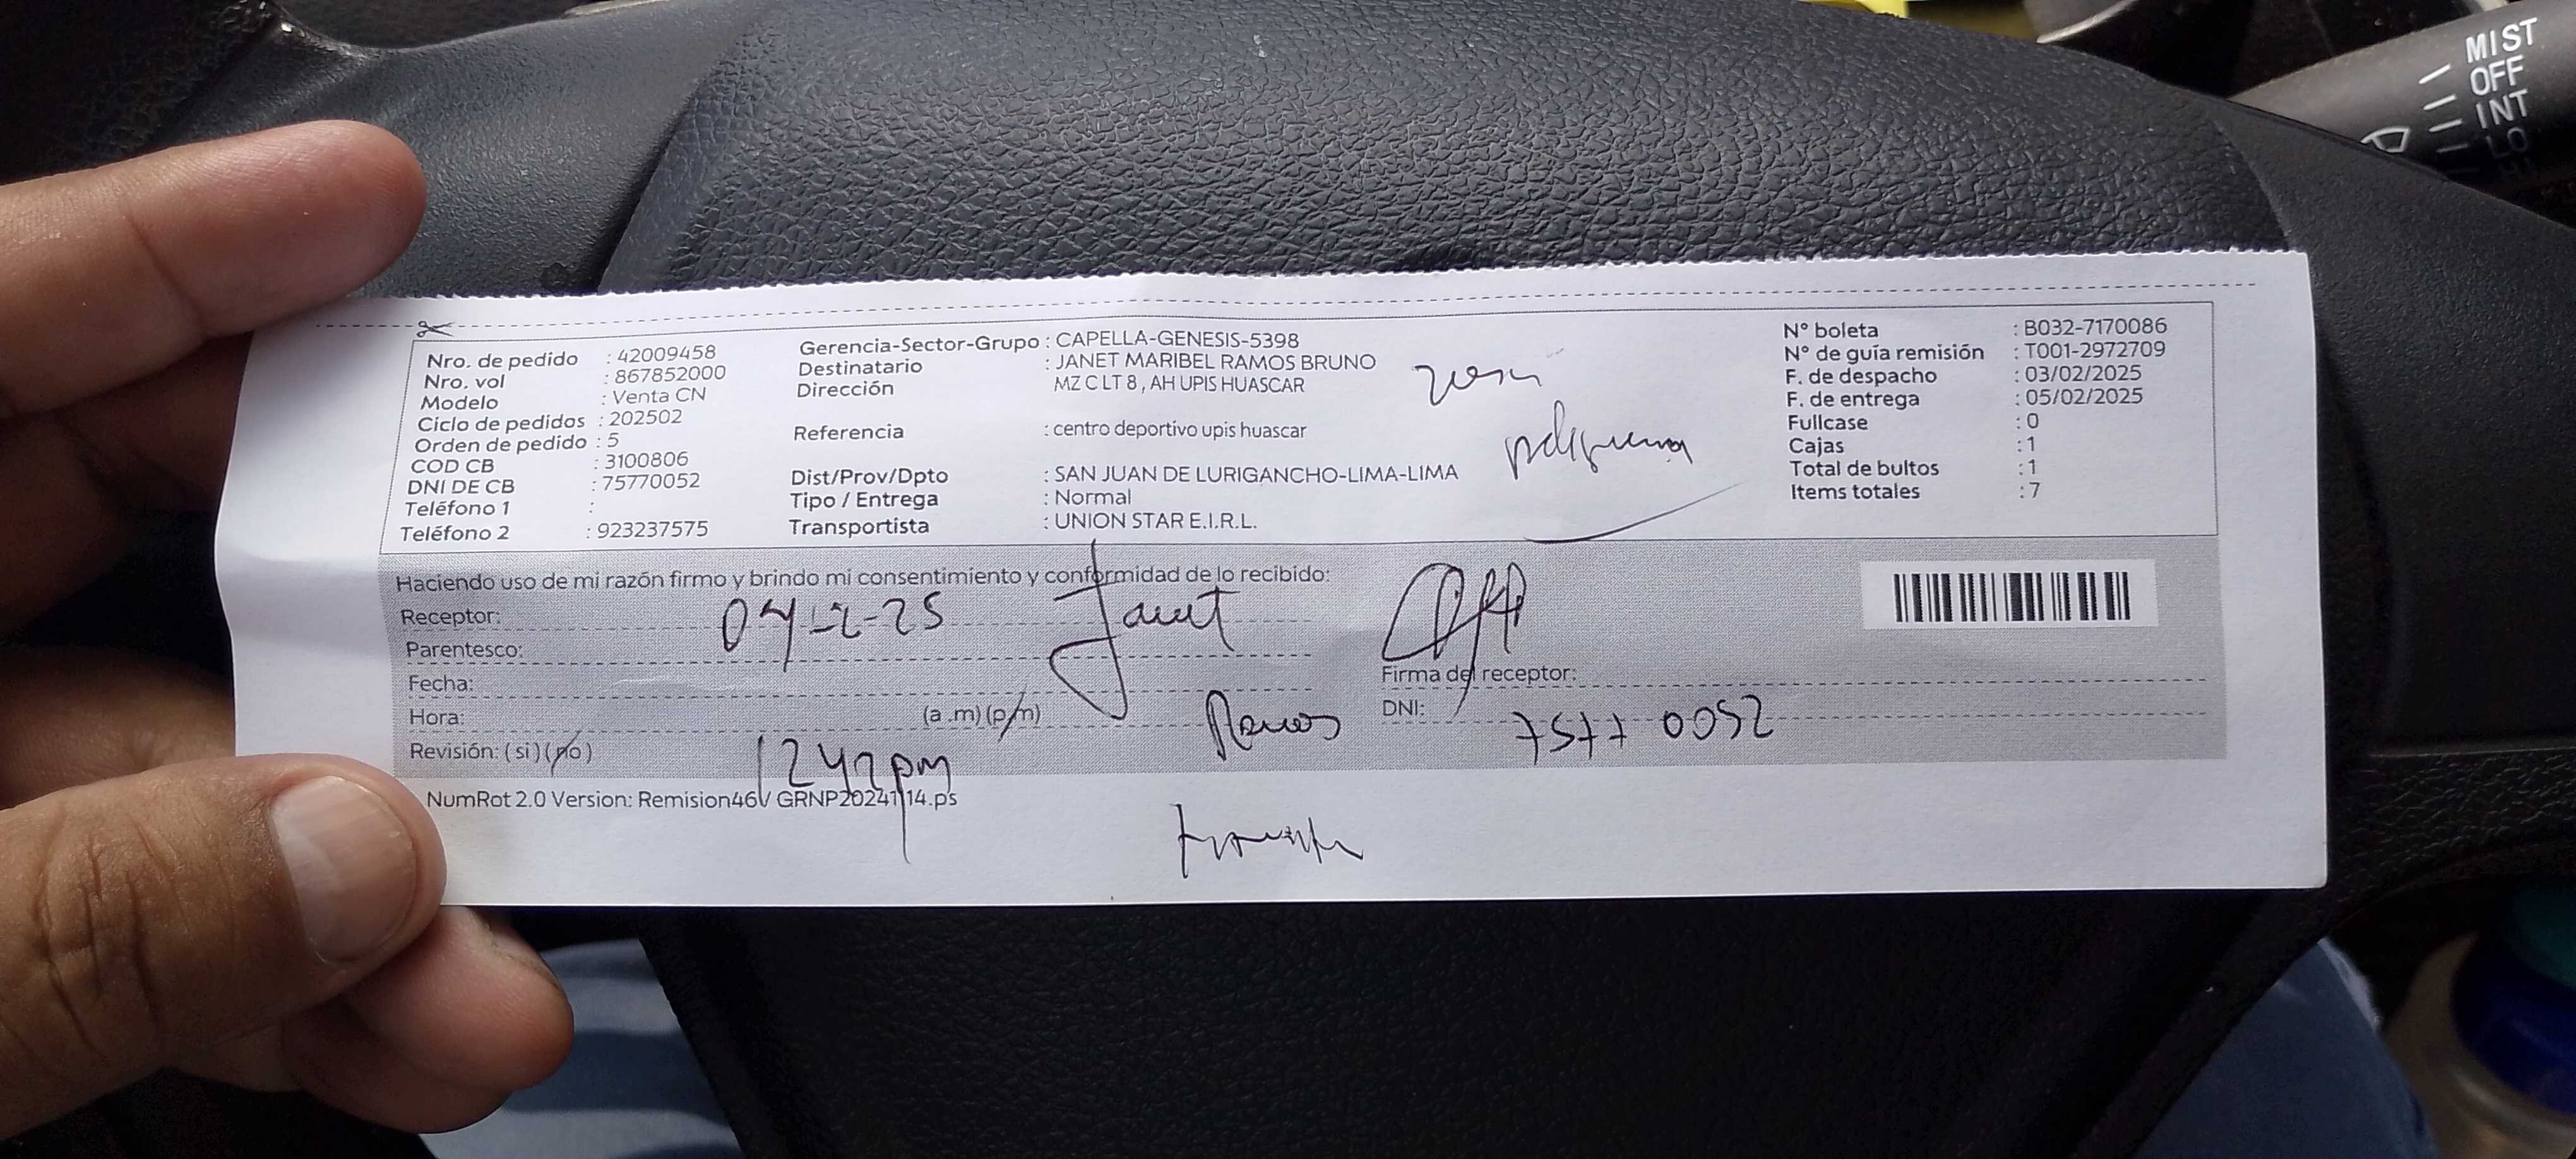 MIST
OFF
INT
LO
Nro. de pedido : 42009458
Nro. vol : 867852000
Modelo : Venta CN
Ciclo de pedidos : 202502
Orden de pedido : 5
COD CB : 3100806
DNI DE CB : 75770052
Teléfono 1 :
Teléfono 2 : 923237575
Gerencia-Sector-Grupo : CAPELLA-GENESIS-5398
Destinatario : JANET MARIBEL RAMOS BRUNO
Dirección MZ C LT 8 , AH UPIS HUASCAR
Referencia : centro deportivo upis huascar
Dist/Prov/Dpto : SAN JUAN DE LURIGANCHO-LIMA-LIMA
Tipo / Entrega : Normal
Transportista : UNION STAR E.I.R.L.
zona
peligrosa
N° boleta : B032-7170086
N° de guía remisión : T001-2972709
F. de despacho : 03/02/2025
F. de entrega : 05/02/2025
Fullcase : 0
Cajas : 1
Total de bultos : 1
Items totales : 7
Haciendo uso de mi razón firmo y brindo mi consentimiento y conformidad de lo recibido:
Receptor: 04-2-25 Janet
Parentesco:
Fecha:
Firma del receptor:
Hora: (a .m) (p/m) Ramos
DNI: 7577 0052
Revisión: (si) (no) 1242pm
NumRot 2.0 Version: Remision46V GRNP20241114.ps